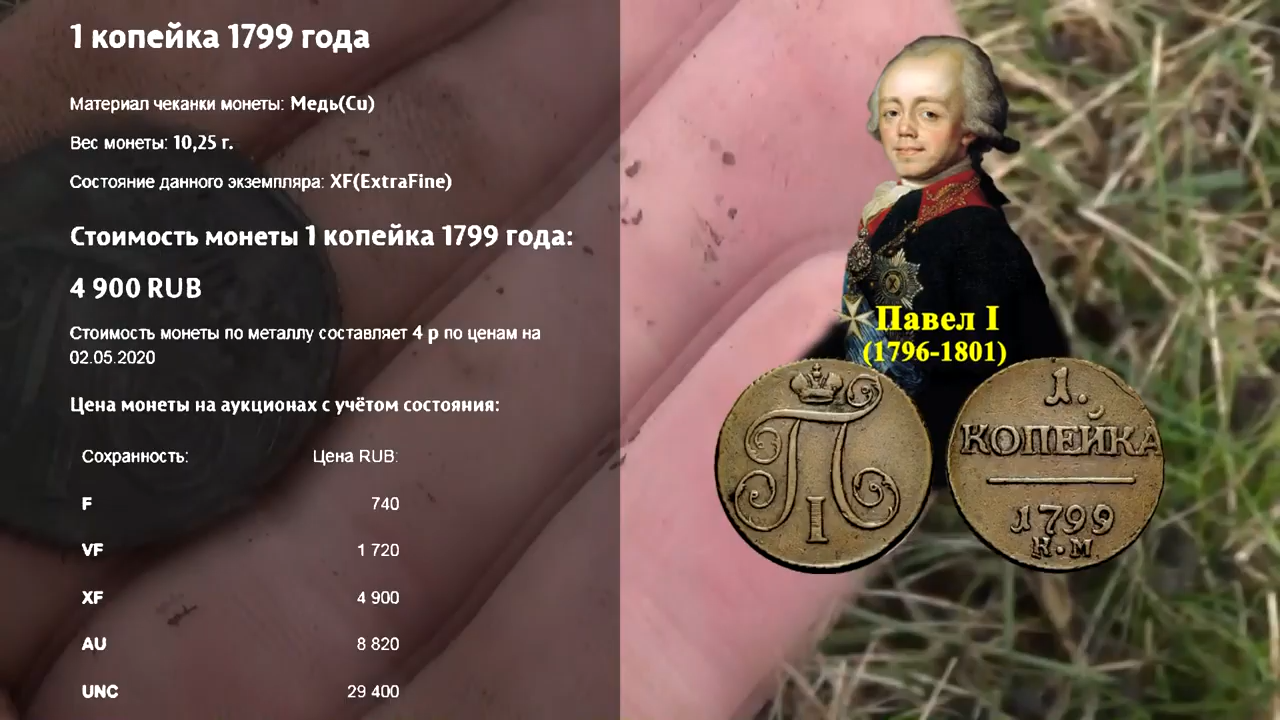 1 копейка 1799 года
Материал чеканки монеты: Медь(Cu)
Вес монеты: 10,25 г.
Состояние данного экземпляра: XF(ExtraFine)
Стоимость монеты 1 копейка 1799 года:
4 900 RUB
Стоимость монеты по металлу составляет 4 р по ценам на
02.05.2020
Цена монеты на аукционах с учётом состояния:
Сохранность: Цена RUB:
F 740
VF 1 720
XF 4 900
AU 8 820
UNC 29 400
Павел I
(1796-1801)
П
I
1.
КОПЕЙКА
1799
К·М